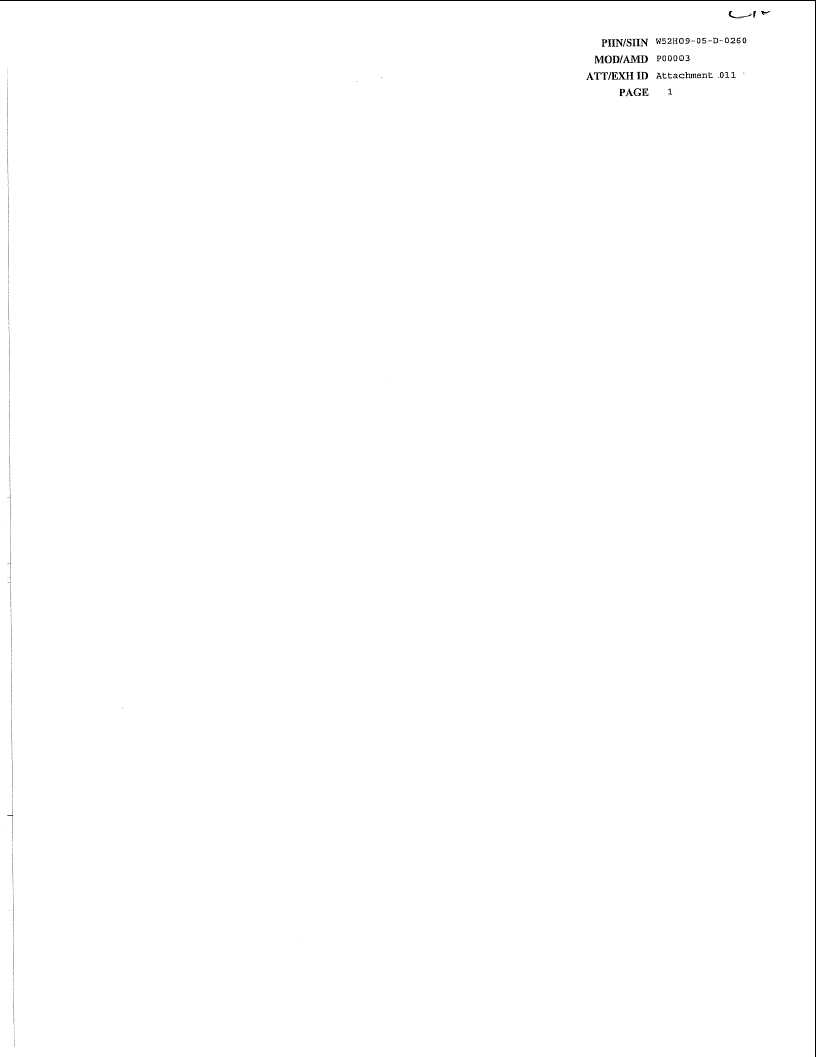 PIIN/SIIN W52H09-05-D-0260
MOD/AMD P00003
ATT/EXH ID Attachment 011
PAGE 1